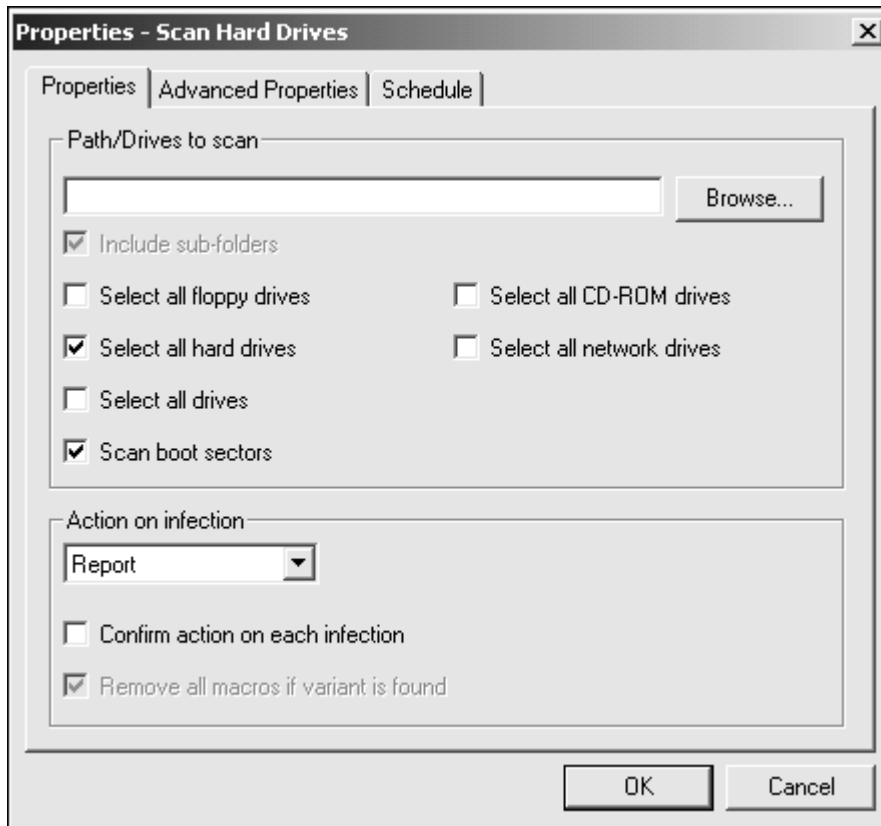 Properties - Scan Hard Drives
Properties Advanced Properties Schedule
Path/Drives to scan
Browse...
Include sub-folders
Select all floppy drives
Select all CD-ROM drives
Select all hard drives
Select all network drives
Select all drives
Scan boot sectors
Action on infection
Report
Confirm action on each infection
Remove all macros if variant is found
OK Cancel